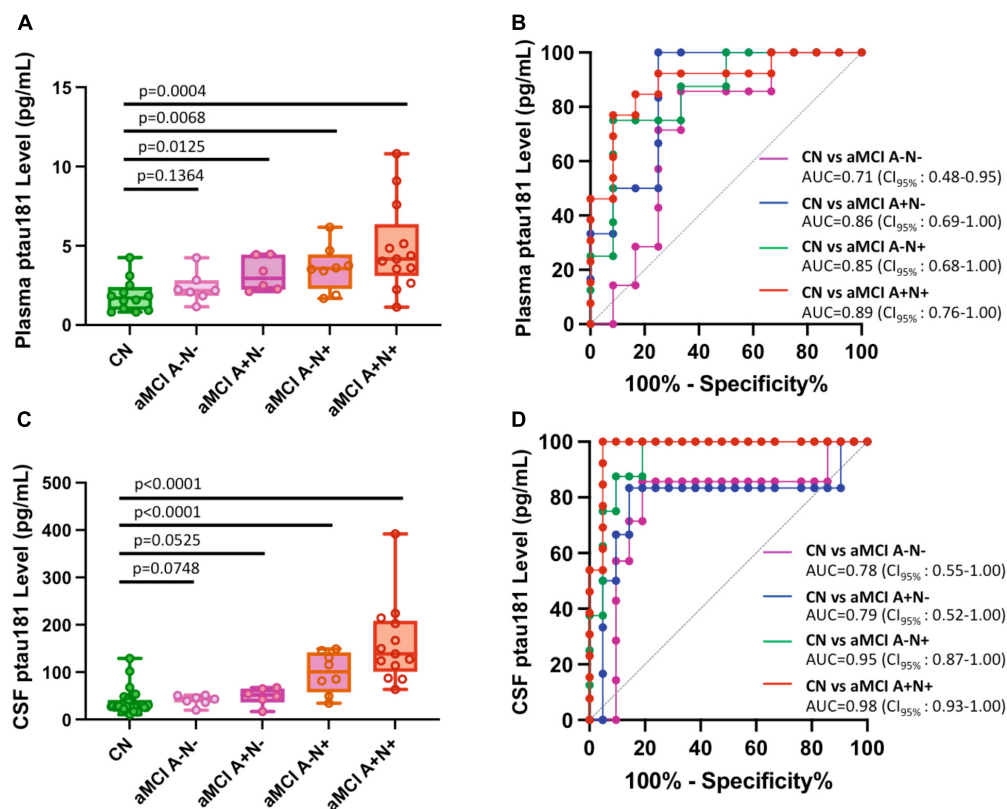 A
Plasma ptau181 Level (pg/mL)
15
10
5
0
p=0.0004
p=0.0068
p=0.0125
p=0.1364
CN
aMCI A-N-
aMCI A+N-
aMCI A-N+
aMCI A+N+
B
Plasma ptau181 Level (pg/mL)
100
80
60
40
20
0
CN vs aMCI A-N-
AUC=0.71 (CI95% : 0.48-0.95)
CN vs aMCI A+N-
AUC=0.86 (CI95% : 0.69-1.00)
CN vs aMCI A-N+
AUC=0.85 (CI95% : 0.68-1.00)
CN vs aMCI A+N+
AUC=0.89 (CI95% : 0.76-1.00)
0 20 40 60 80 100
100% - Specificity%
C
CSF ptau181 Level (pg/mL)
500
400
300
200
100
0
p<0.0001
p<0.0001
p=0.0525
p=0.0748
CN
aMCI A-N-
aMCI A+N-
aMCI A-N+
aMCI A+N+
D
CSF ptau181 Level (pg/mL)
100
80
60
40
20
0
CN vs aMCI A-N-
AUC=0.78 (CI95% : 0.55-1.00)
CN vs aMCI A+N-
AUC=0.79 (CI95% : 0.52-1.00)
CN vs aMCI A-N+
AUC=0.95 (CI95% : 0.87-1.00)
CN vs aMCI A+N+
AUC=0.98 (CI95% : 0.93-1.00)
0 20 40 60 80 100
100% - Specificity%